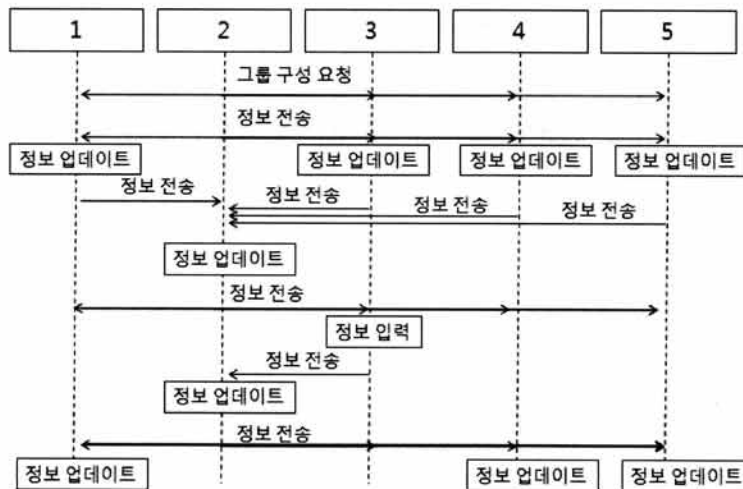 1 2 3 4 5
그룹 구성 요청
정보 전송
정보 업데이트 정보 업데이트 정보 업데이트 정보 업데이트
정보 전송 정보 전송 정보 전송 정보 전송
정보 업데이트
정보 전송
정보 입력
정보 전송
정보 업데이트
정보 전송
정보 업데이트 정보 업데이트 정보 업데이트